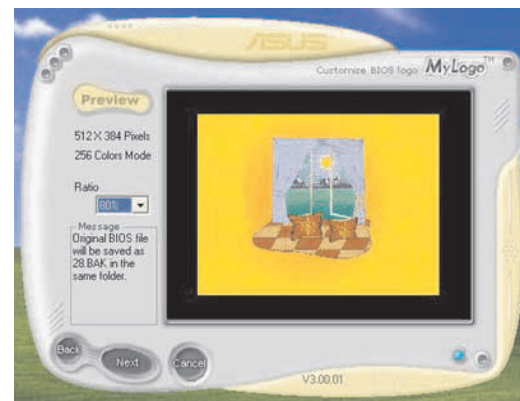 ASUS
Customize BIOS logo MyLogo™
Preview
512 X 384 Pixels
256 Colors Mode
Ratio
80%
Message
Original BIOS file
will be saved as
28.BAK in the
same folder.
Back
Next
Cancel
V3.00.01